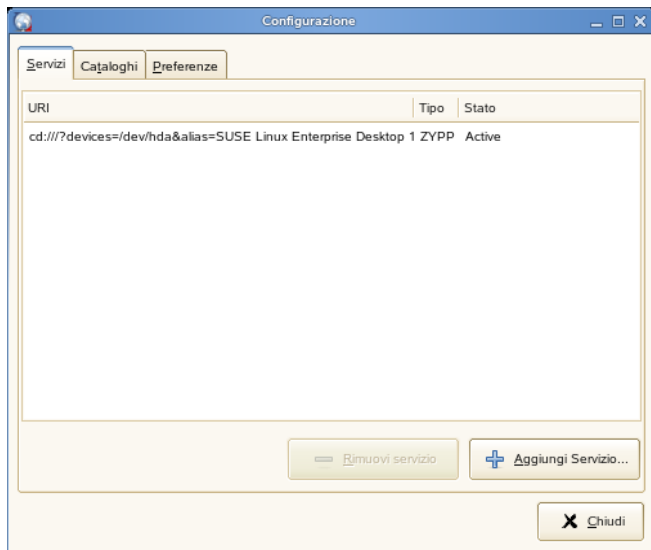 Configurazione
Servizi Cataloghi Preferenze
URI Tipo Stato
cd:///?devices=/dev/hda&alias=SUSE Linux Enterprise Desktop 1 ZYPP Active
Rimuovi servizio Aggiungi Servizio...
Chiudi